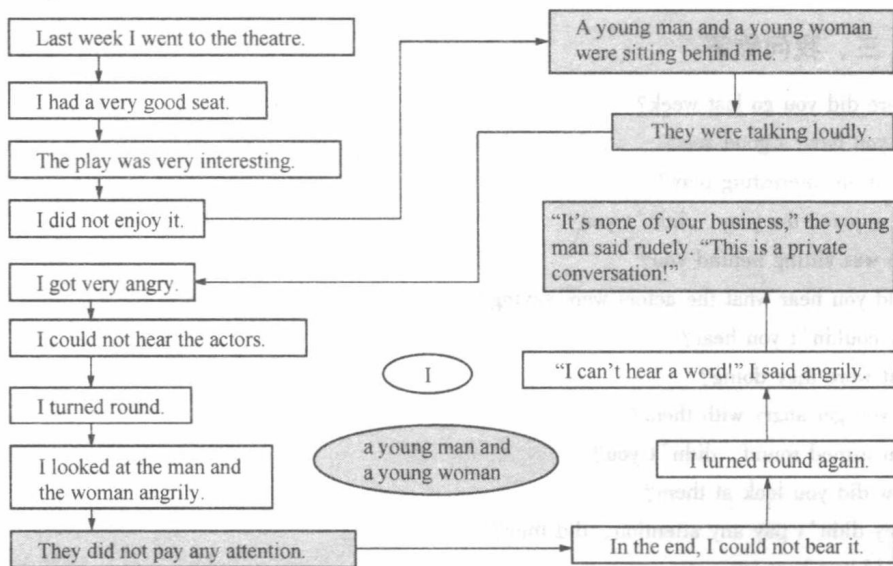 Last week I went to the theatre.
I had a very good seat.
The play was very interesting.
I did not enjoy it.
A young man and a young woman
were sitting behind me.
They were talking loudly.
I got very angry.
I could not hear the actors.
I turned round.
I looked at the man and
the woman angrily.
They did not pay any attention.
In the end, I could not bear it.
I turned round again.
“I can't hear a word!” I said angrily.
“It's none of your business,” the young
man said rudely. “This is a private
conversation!”
I
a young man and
a young woman